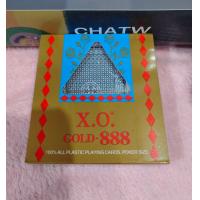 CHATW
X.O.
GOLD-888
100% ALL PLASTIC PLAYING CARDS, POKER SIZE